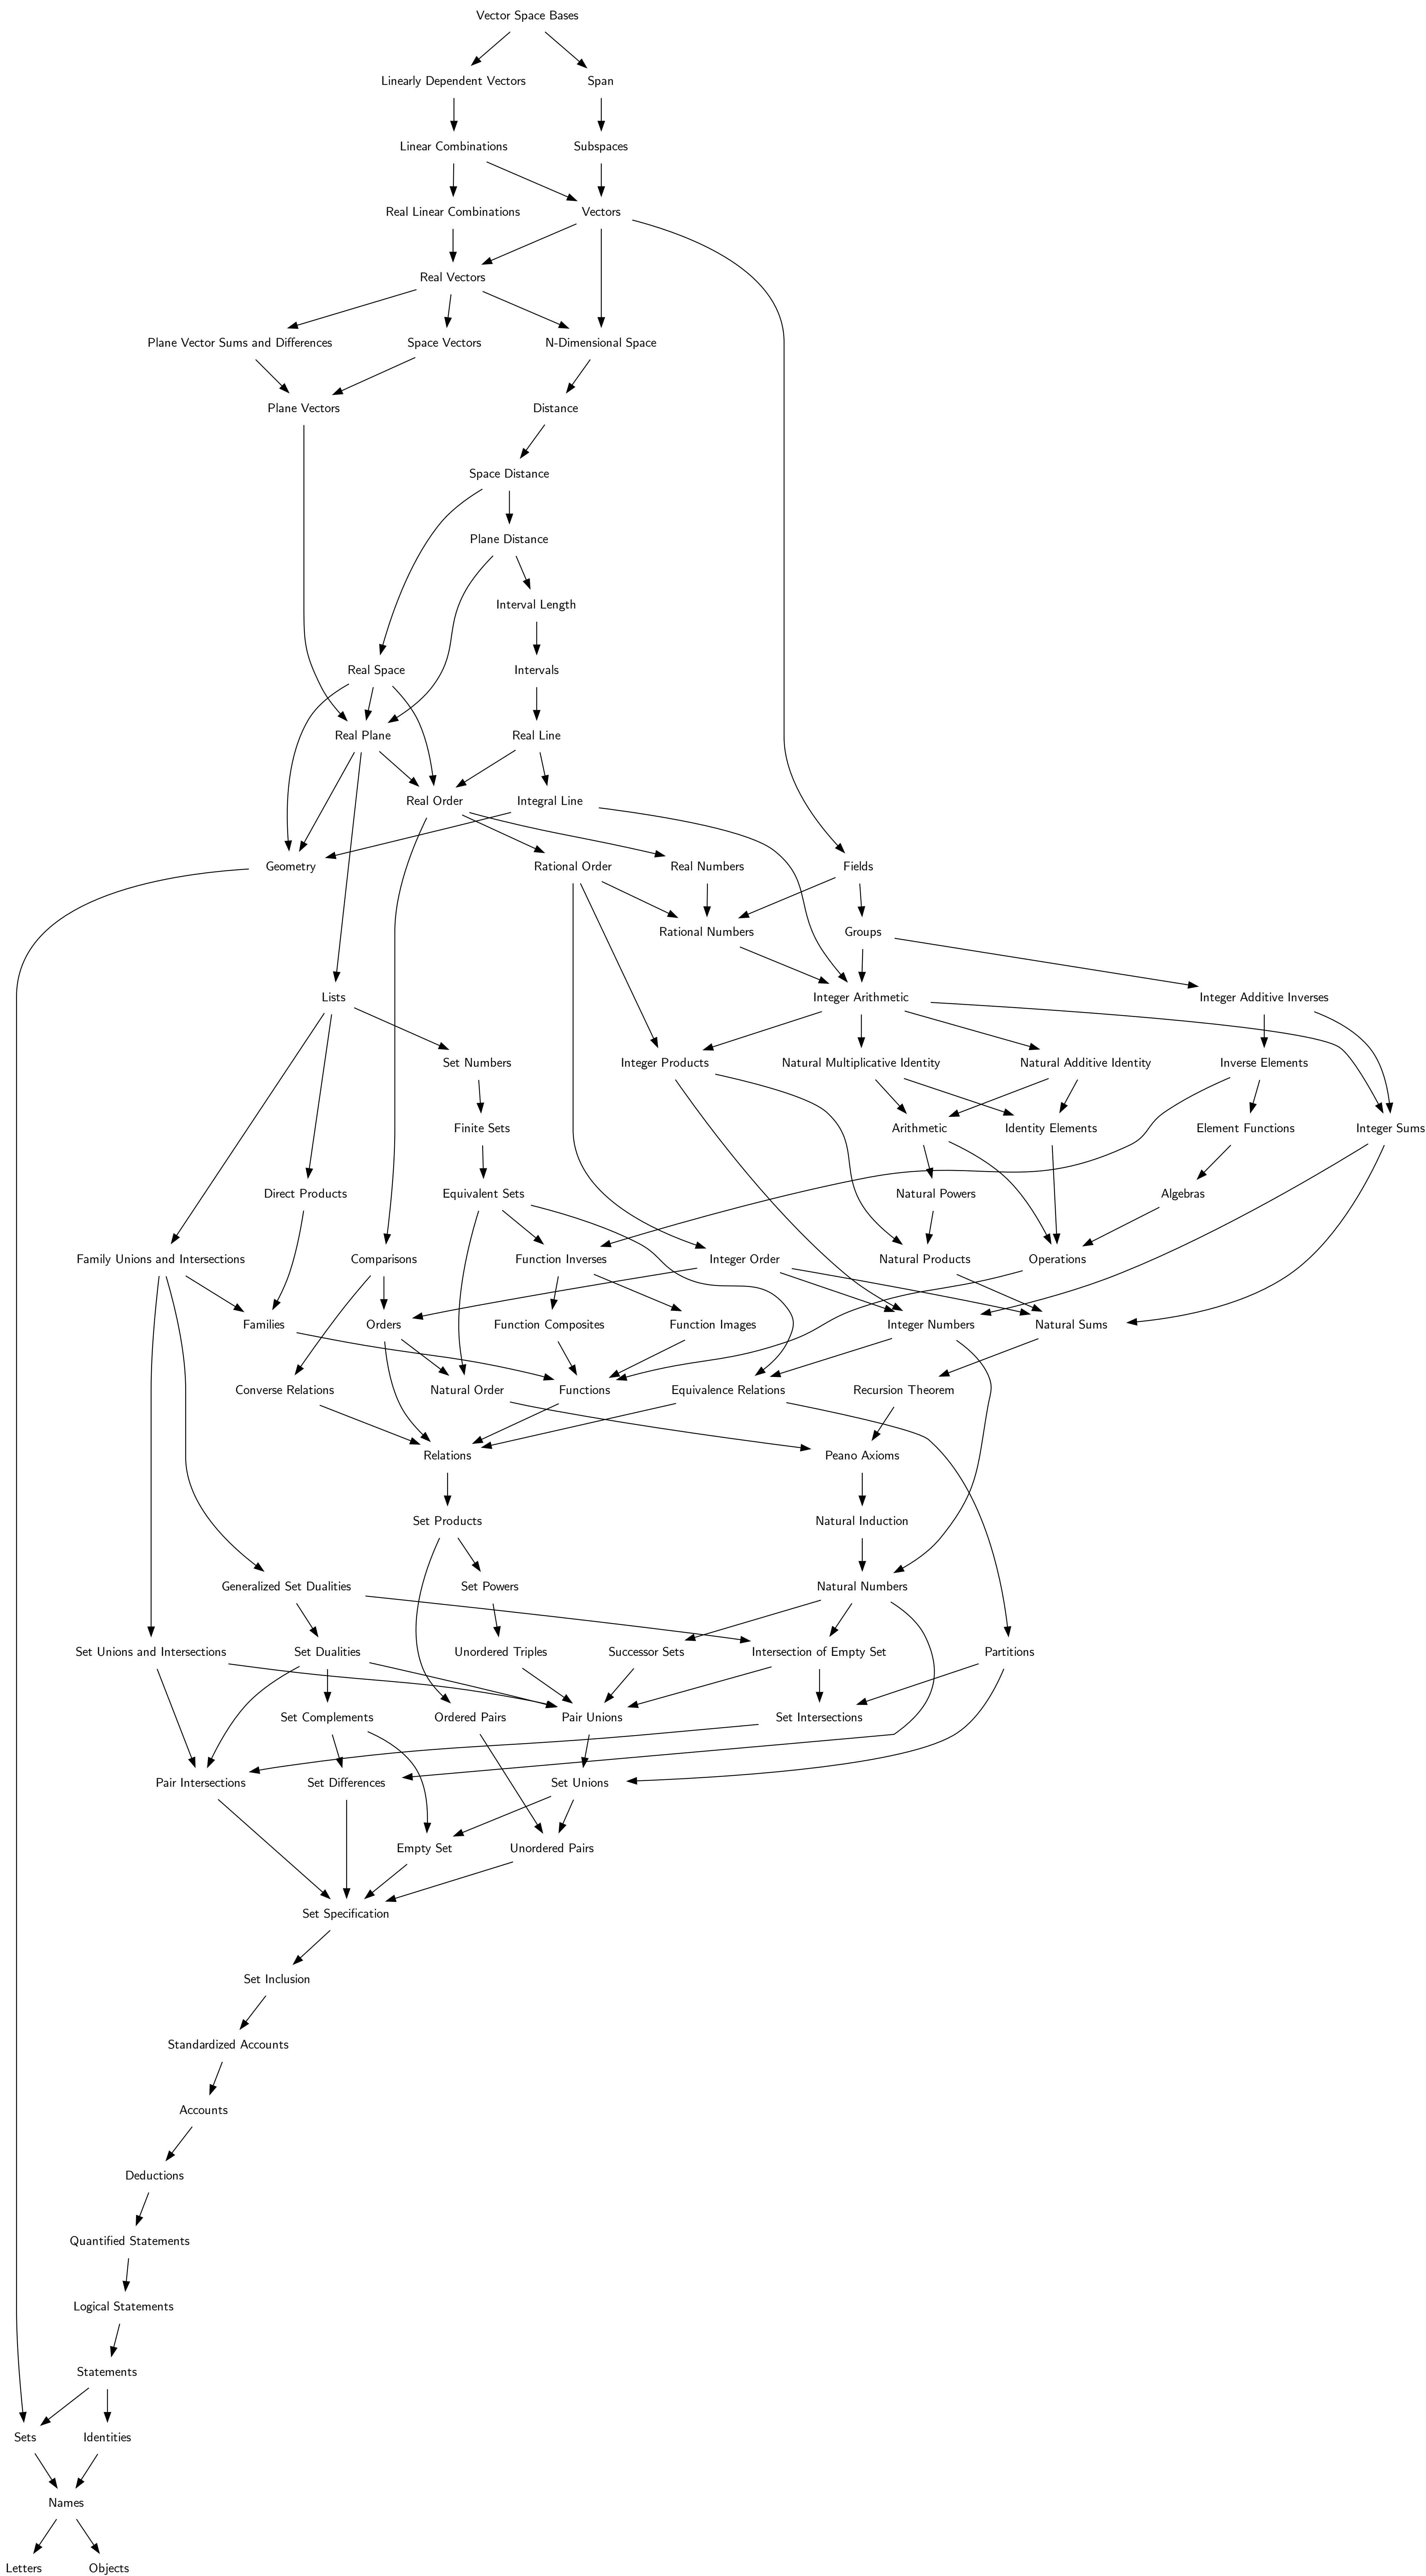 Vector Space Bases
Linearly Dependent Vectors
Span
Linear Combinations
Subspaces
Real Linear Combinations
Vectors
Real Vectors
Plane Vector Sums and Differences
Space Vectors
N-Dimensional Space
Plane Vectors
Distance
Space Distance
Plane Distance
Interval Length
Real Space
Intervals
Real Plane
Real Line
Real Order
Integral Line
Geometry
Rational Order
Real Numbers
Fields
Rational Numbers
Groups
Lists
Integer Arithmetic
Integer Additive Inverses
Set Numbers
Integer Products
Natural Multiplicative Identity
Natural Additive Identity
Inverse Elements
Finite Sets
Arithmetic
Identity Elements
Element Functions
Integer Sums
Direct Products
Equivalent Sets
Natural Powers
Algebras
Family Unions and Intersections
Comparisons
Function Inverses
Integer Order
Natural Products
Operations
Families
Orders
Function Composites
Function Images
Integer Numbers
Natural Sums
Converse Relations
Natural Order
Functions
Equivalence Relations
Recursion Theorem
Relations
Peano Axioms
Set Products
Natural Induction
Generalized Set Dualities
Set Powers
Natural Numbers
Set Unions and Intersections
Set Dualities
Unordered Triples
Successor Sets
Intersection of Empty Set
Partitions
Set Complements
Ordered Pairs
Pair Unions
Set Intersections
Pair Intersections
Set Differences
Set Unions
Empty Set
Unordered Pairs
Set Specification
Set Inclusion
Standardized Accounts
Accounts
Deductions
Quantified Statements
Logical Statements
Statements
Sets
Identities
Names
Letters
Objects